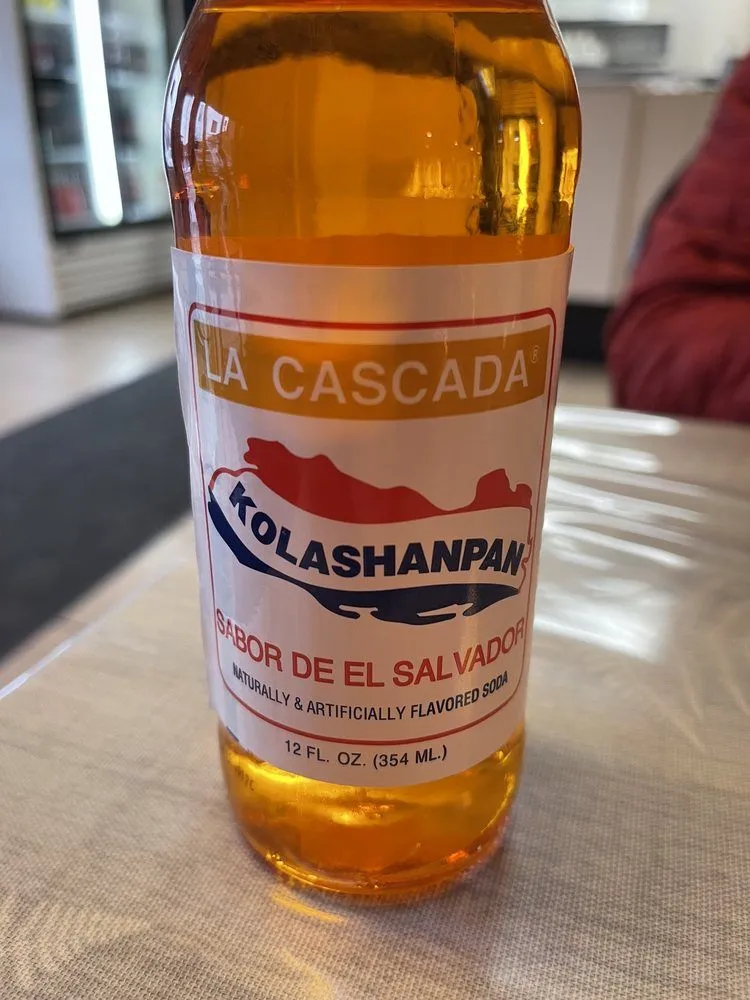 LA CASCADA®
KOLASHANPAN
SABOR DE EL SALVADOR
NATURALLY & ARTIFICIALLY FLAVORED SODA
12 FL. OZ. (354 ML.)